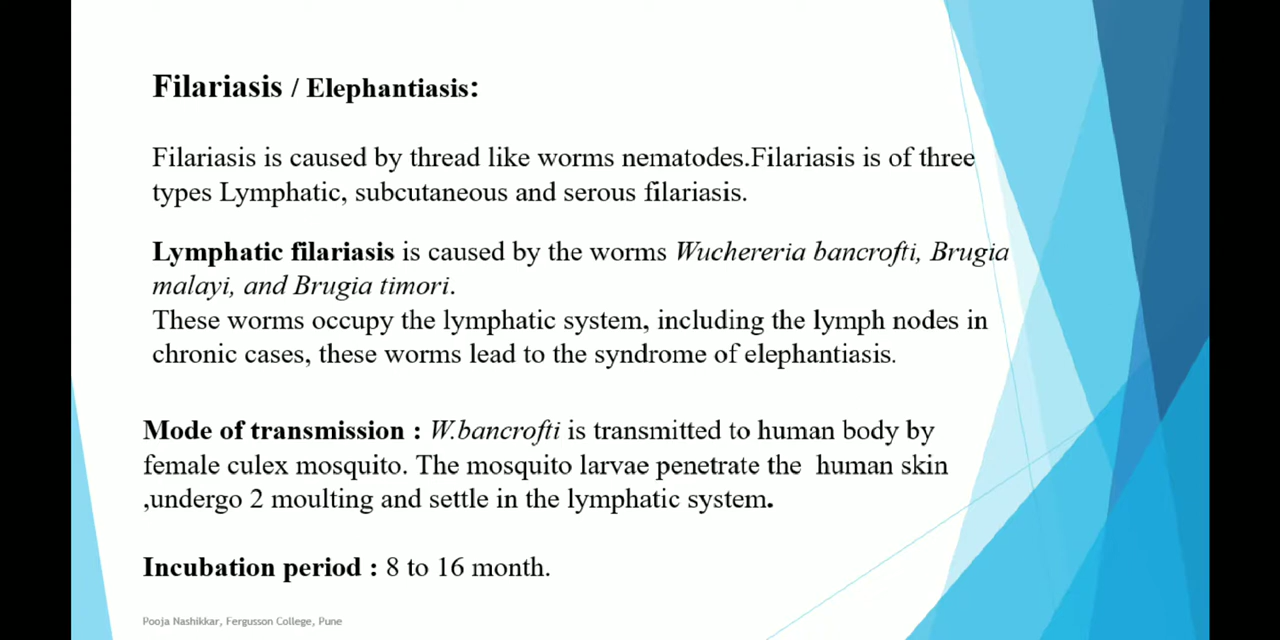 Filariasis / Elephantiasis:
Filariasis is caused by thread like worms nematodes.Filariasis is of three
types Lymphatic, subcutaneous and serous filariasis.
Lymphatic filariasis is caused by the worms Wuchereria bancrofti, Brugia
malayi, and Brugia timori.
These worms occupy the lymphatic system, including the lymph nodes in
chronic cases, these worms lead to the syndrome of elephantiasis.
Mode of transmission : W.bancrofti is transmitted to human body by
female culex mosquito. The mosquito larvae penetrate the  human skin
,undergo 2 moulting and settle in the lymphatic system.
Incubation period : 8 to 16 month.
Pooja Nashikkar, Fergusson College, Pune